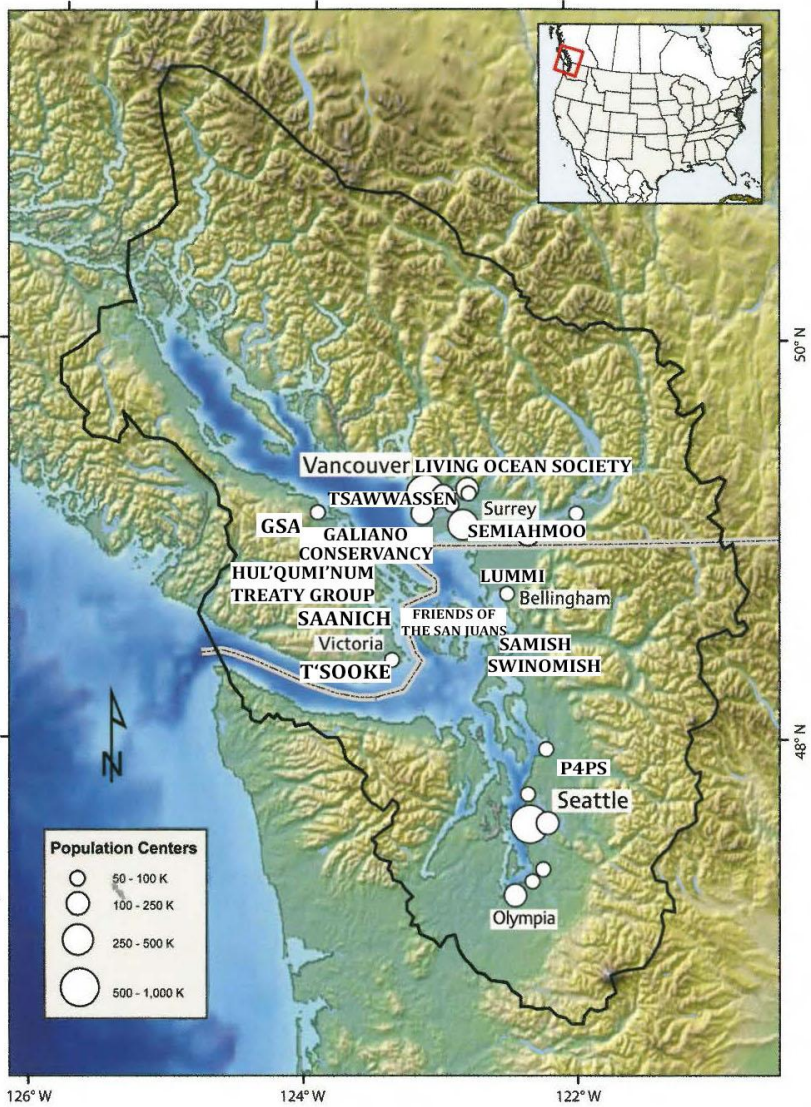 50° N
Vancouver
LIVING OCEAN SOCIETY
TSAWWASSEN
Surrey
GSA
SEMIAHMOO
GALIANO
CONSERVANCY
HUL'QUMI'NUM
TREATY GROUP
LUMMI
Bellingham
SAANICH
FRIENDS OF
THE SAN JUANS
Victoria
SAMISH
SWINOMISH
T'SOOKE
N
48° N
P4PS
Seattle
Population Centers
50 - 100 K
100 - 250 K
250 - 500 K
500 - 1,000 K
Olympia
126° W
124° W
122° W